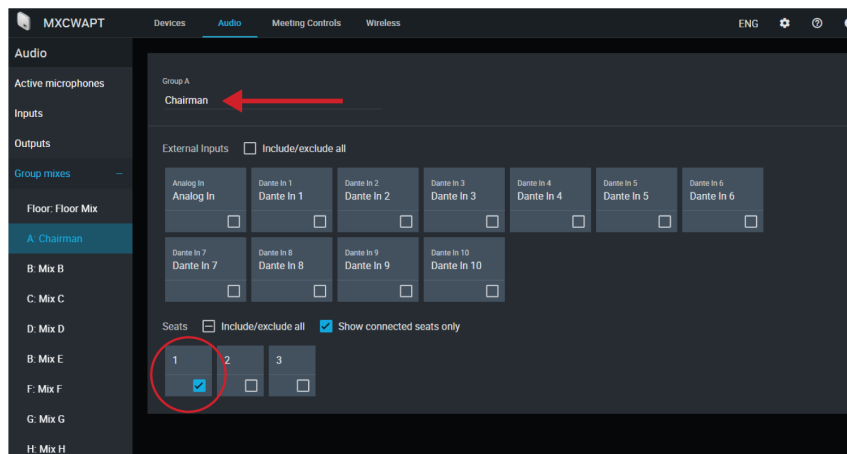 MXCWAPT Devices Audio Meeting Controls Wireless ENG
Audio
Active microphones
Inputs
Outputs
Group mixes
Floor: Floor Mix
A: Chairman
B: Mix B
C: Mix C
D: Mix D
B: Mix E
F: Mix F
G: Mix G
H: Mix H
Group A
Chairman
External Inputs Include/exclude all
Analog In Dante In 1 Dante In 2 Dante In 3 Dante In 4 Dante In 5 Dante In 6
Analog In Dante In 1 Dante In 2 Dante In 3 Dante In 4 Dante In 5 Dante In 6
Dante In 7 Dante In 8 Dante In 9 Dante In 10
Dante In 7 Dante In 8 Dante In 9 Dante In 10
Seats Include/exclude all Show connected seats only
1 2 3